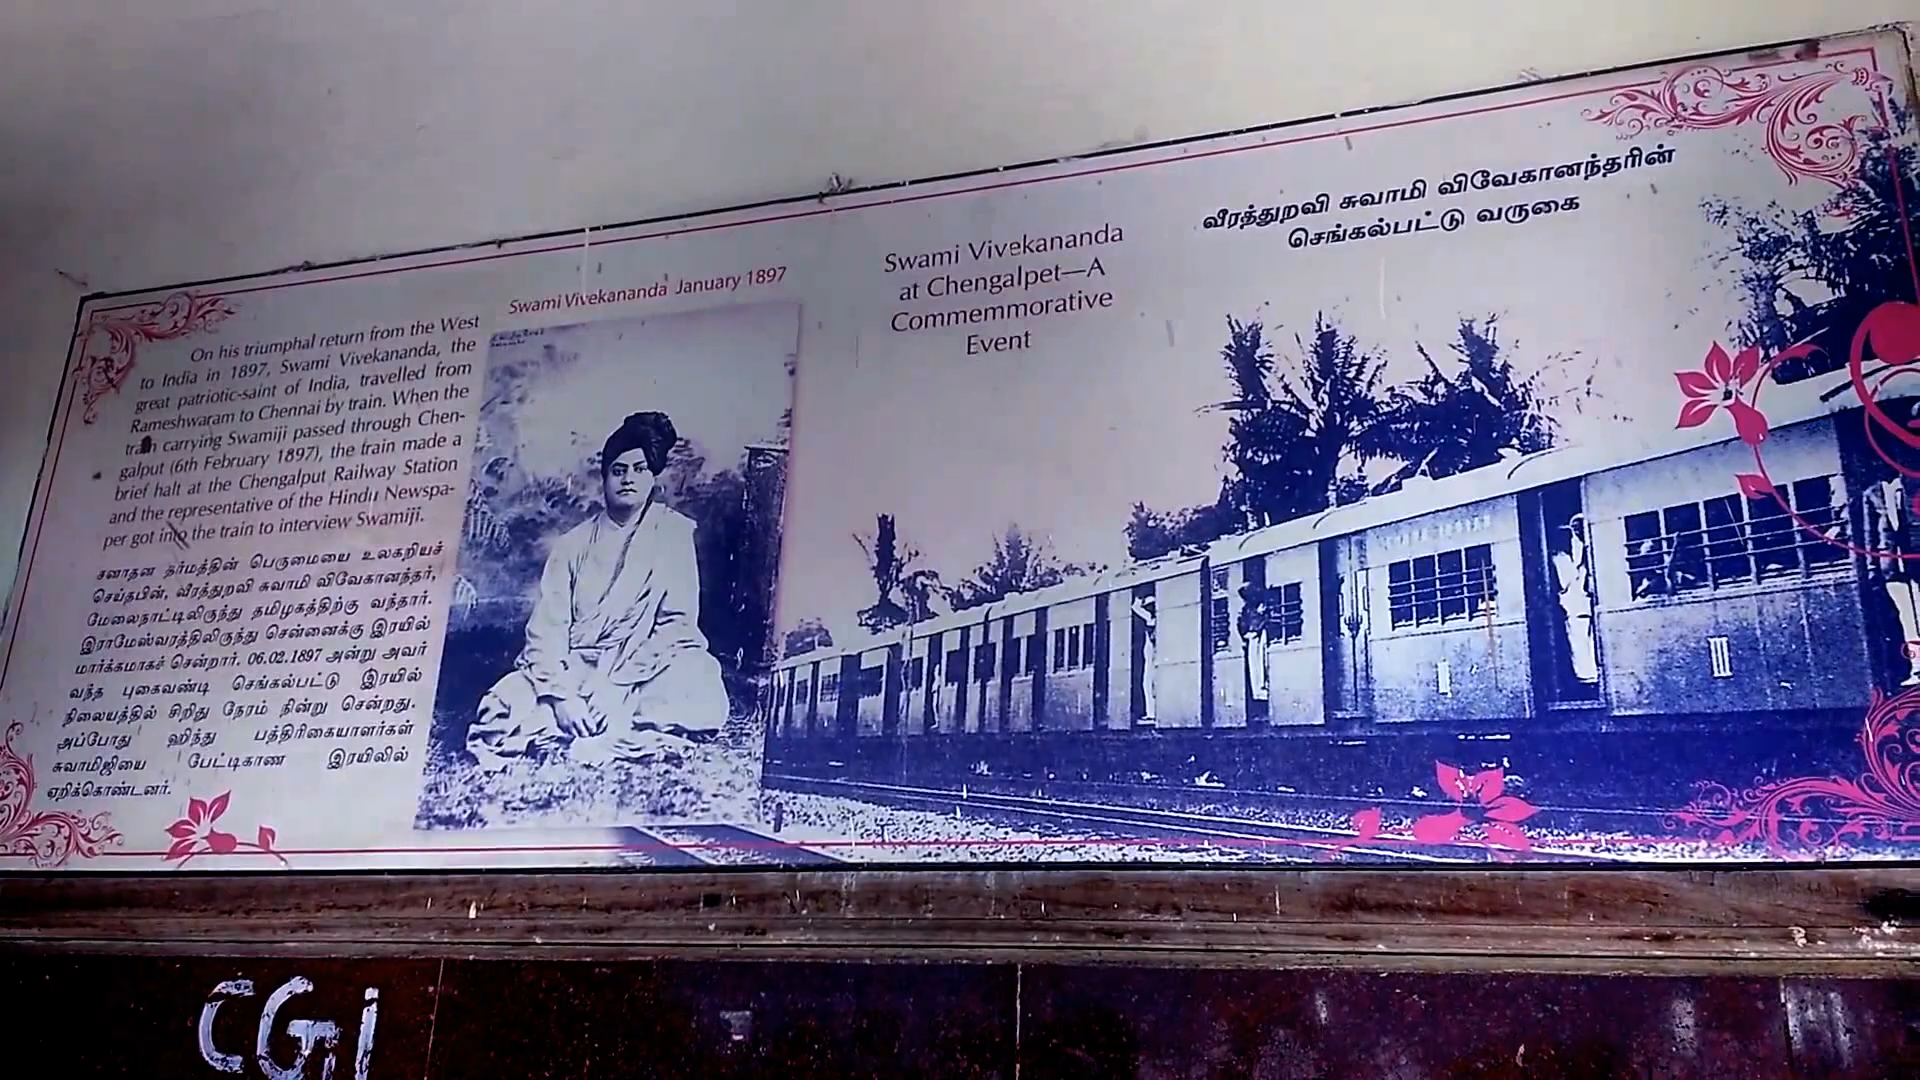 On his triumphal return from the West
to India in 1897, Swami Vivekananda, the
great patriotic-saint of India, travelled from
Rameshwaram to Chennai by train. When the
train carrying Swamiji passed through Chen-
galput (6th February 1897), the train made a
brief halt at the Chengalput Railway Station
and the representative of the Hindu Newspa-
per got into the train to interview Swamiji.
சனாதன தர்மத்தின் பெருமையை உலகறியச்
செய்தபின், வீரத்துறவி சுவாமி விவேகானந்தர்,
மேலைநாட்டிலிருந்து தமிழகத்திற்கு வந்தார்.
இராமேஸ்வரத்திலிருந்து சென்னைக்கு இரயில்
மார்க்கமாகச் சென்றார். 06.02.1897 அன்று அவர்
வந்த புகைவண்டி செங்கல்பட்டு இரயில்
நிலையத்தில் சிறிது நேரம் நின்று சென்றது.
அப்போது ஹிந்து பத்திரிகையாளர்கள்
சுவாமிஜியை பேட்டிகாண இரயிலில்
ஏறிக்கொண்டனர்.
Swami Vivekananda January 1897
Swami Vivekananda
at Chengalpet—A
Commemmorative
Event
வீரத்துறவி சுவாமி விவேகானந்தரின்
செங்கல்பட்டு வருகை
III
CGJ